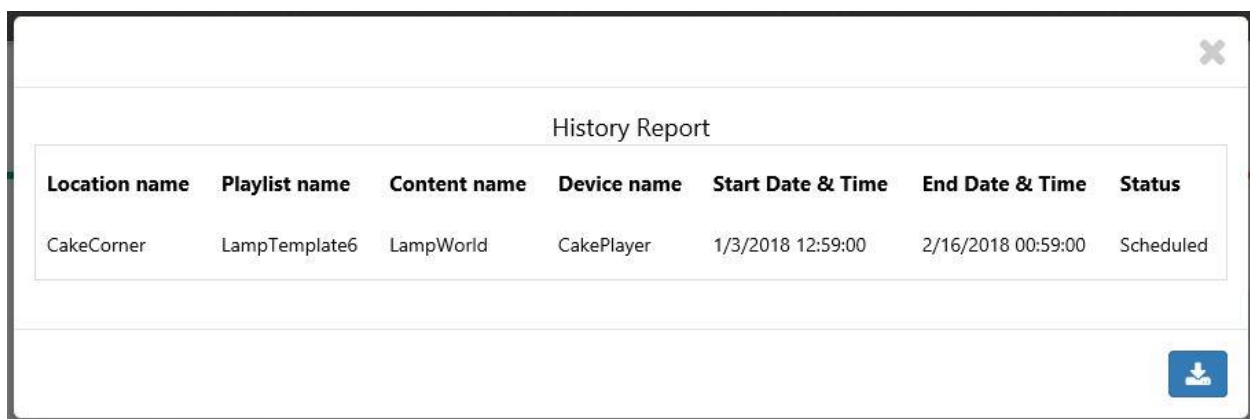 History Report
Location name Playlist name Content name Device name Start Date & Time End Date & Time Status
CakeCorner LampTemplate6 LampWorld CakePlayer 1/3/2018 12:59:00 2/16/2018 00:59:00 Scheduled